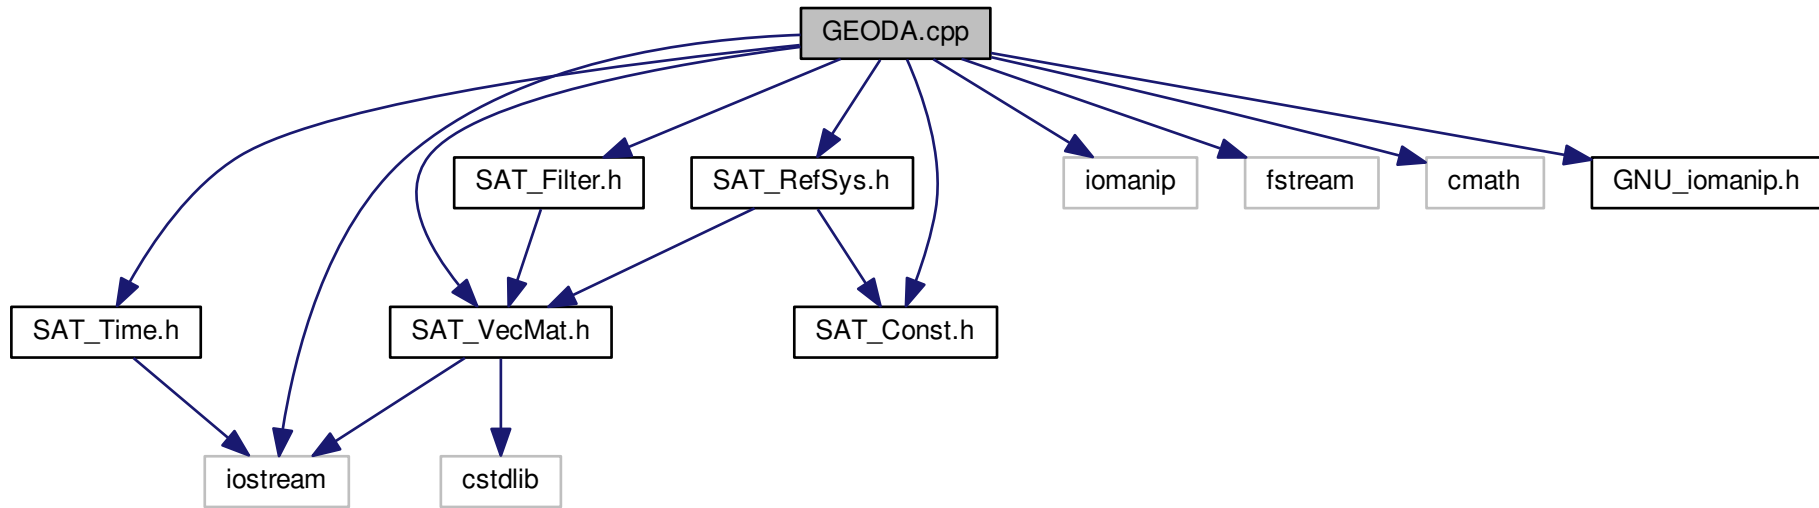 GEODA.cpp
SAT_Filter.h
SAT_RefSys.h
iomanip
fstream
cmath
GNU_iomanip.h
SAT_Time.h
SAT_VecMat.h
SAT_Const.h
iostream
cstdlib